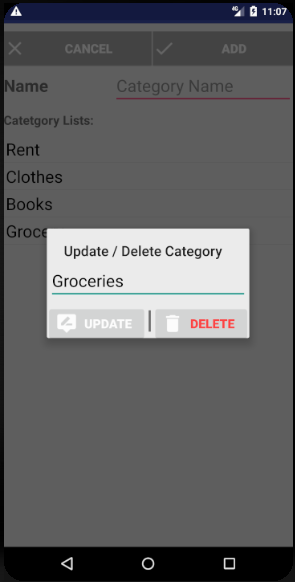 4G 11:07
CANCEL ADD
Name Category Name
Catetgory Lists:
Rent
Clothes
Books
Groce
Update / Delete Category
Groceries
UPDATE DELETE